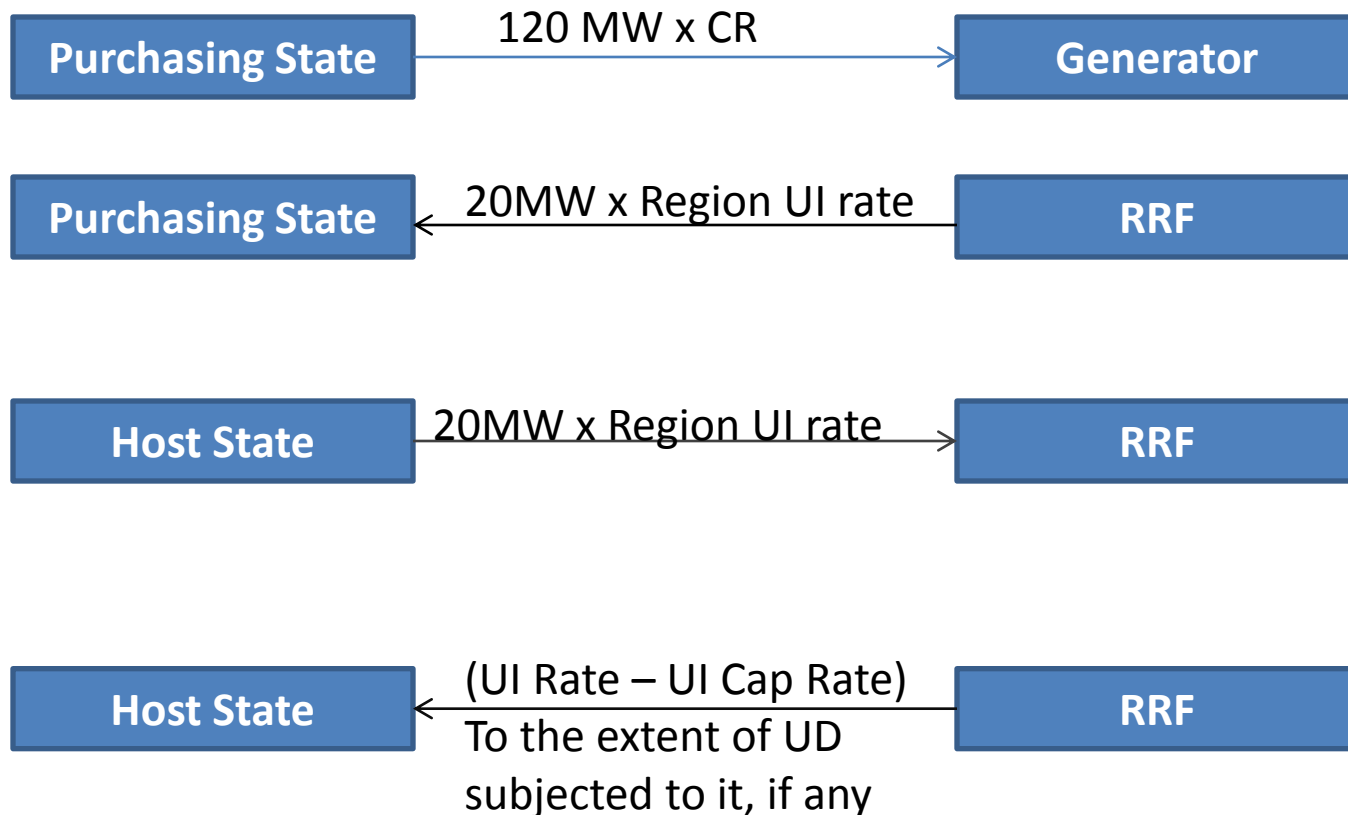 120 MW x CR
Purchasing State
Generator
20MW x Region UI rate
Purchasing State
RRF
20MW x Region UI rate
Host State
RRF
(UI Rate – UI Cap Rate)
Host State
RRF
To the extent of UD
subjected to it, if any